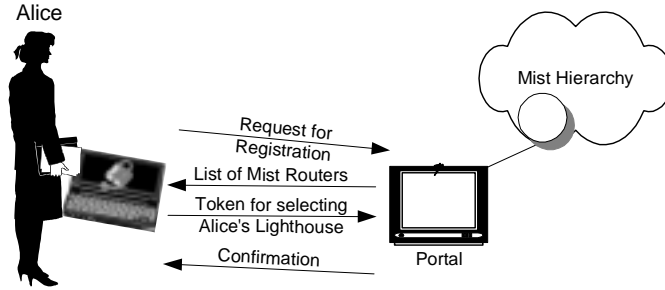 Alice
Mist Hierarchy
Request for
Registration
List of Mist Routers
Token for selecting
Alice's Lighthouse
Confirmation
Portal